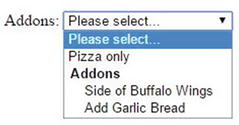 Addons: Please select...
Please select...
Pizza only
Addons
Side of Buffalo Wings
Add Garlic Bread